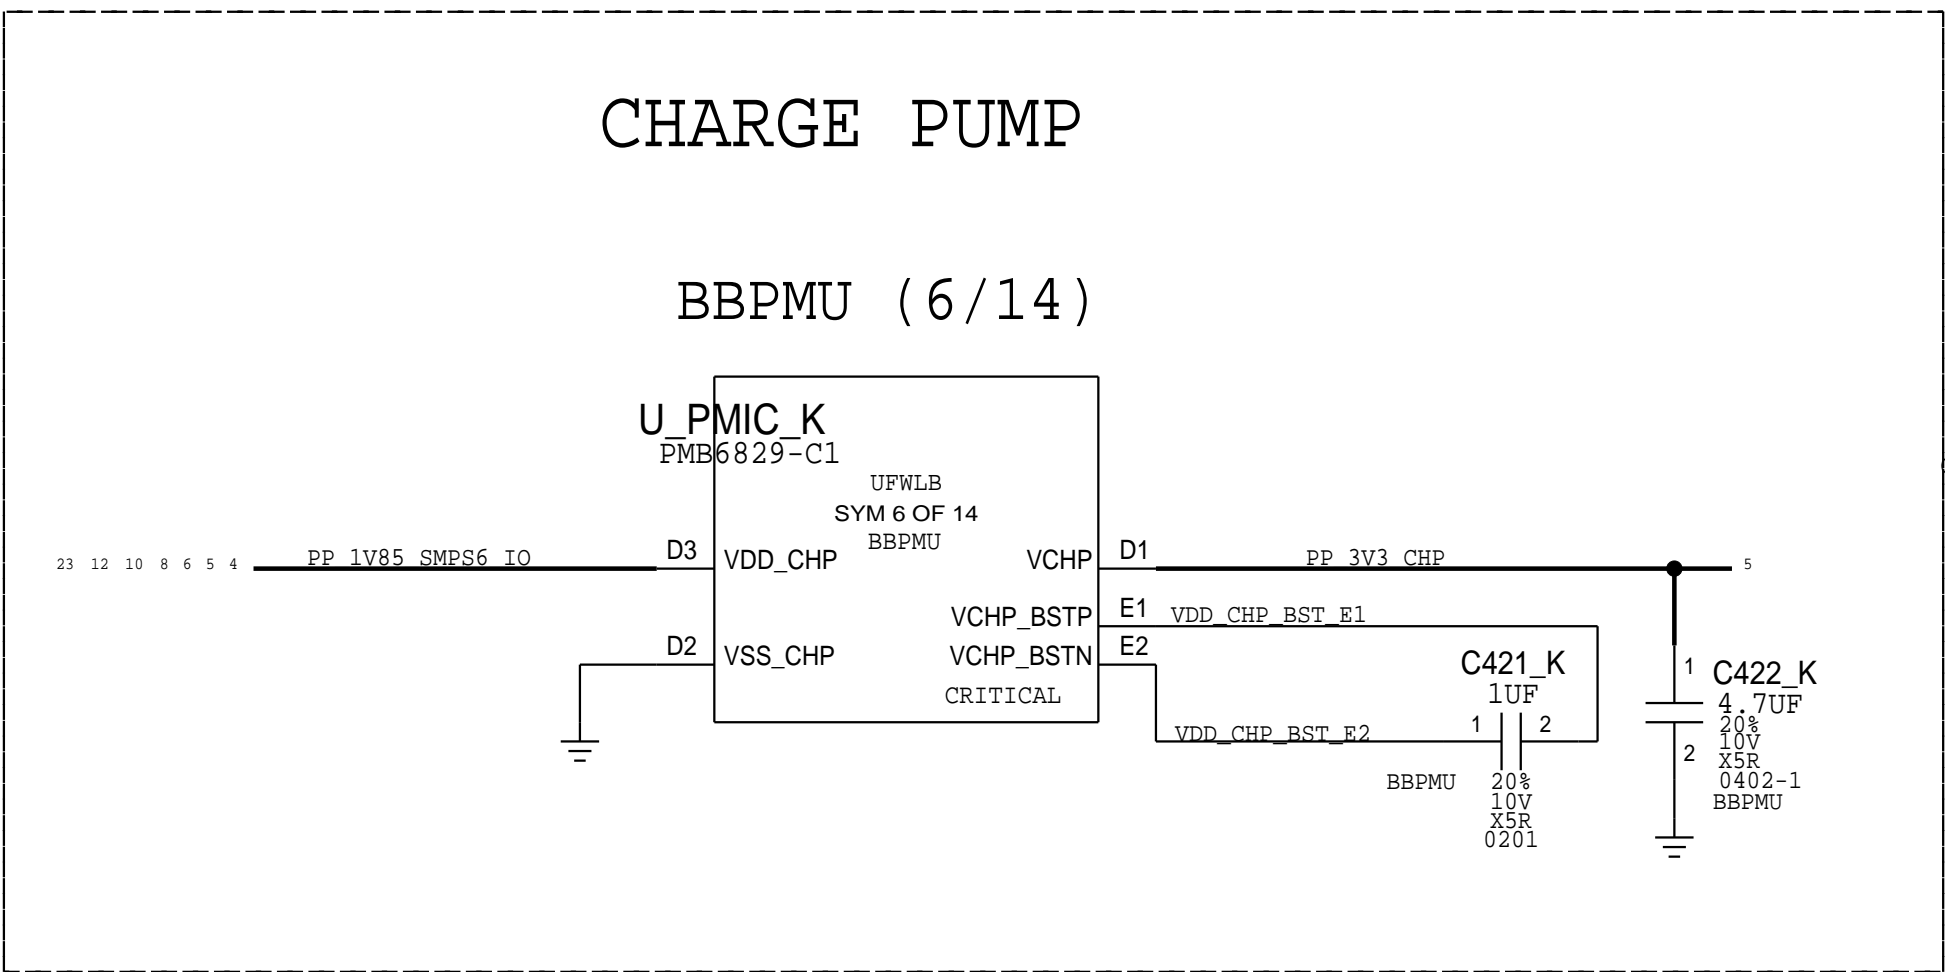 CHARGE PUMP
BBPMU (6/14)
U_PMIC_K
PMB6829-C1
UFWLB
SYM 6 OF 14
BBPMU
23 12 10 8 6 5 4
PP_1V85_SMPS6_IO
D3
VDD_CHP
VCHP
D1
PP_3V3_CHP
5
VCHP_BSTP
E1
VDD_CHP_BST_E1
D2
VSS_CHP
VCHP_BSTN
E2
CRITICAL
C421_K
1UF
1
2
VDD_CHP_BST_E2
BBPMU
20%
10V
X5R
0201
1
C422_K
4.7UF
20%
10V
X5R
0402-1
BBPMU
2